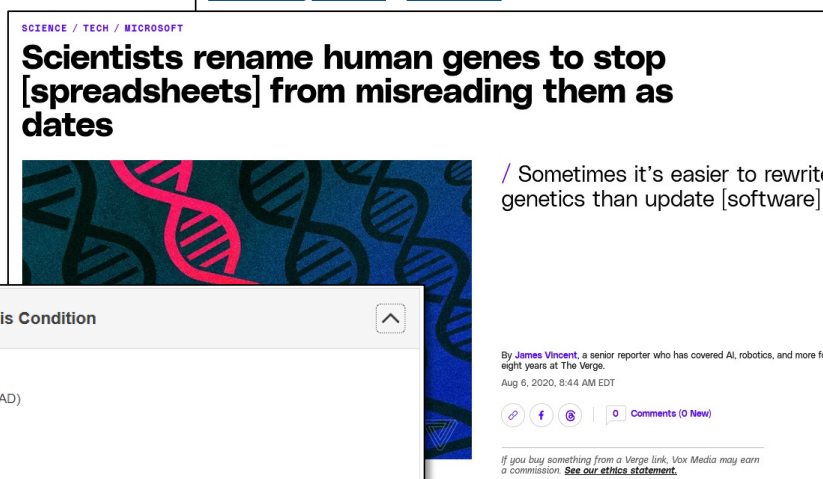 SCIENCE / TECH / MICROSOFT
Scientists rename human genes to stop
[spreadsheets] from misreading them as
dates
/ Sometimes it's easier to rewrite
genetics than update [software]
is Condition
AD)
By James Vincent, a senior reporter who has covered AI, robotics, and more fo
eight years at The Verge.
Aug 6, 2020, 8:44 AM EDT
0 Comments (0 New)
If you buy something from a Verge link, Vox Media may earn
a commission. See our ethics statement.